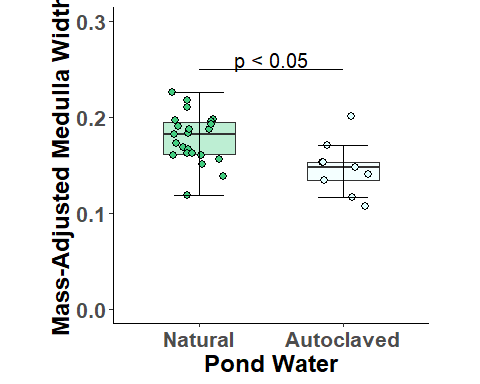 Mass-Adjusted Medulla Width
0.3
0.2
0.1
0.0
p < 0.05
Natural
Autoclaved
Pond Water